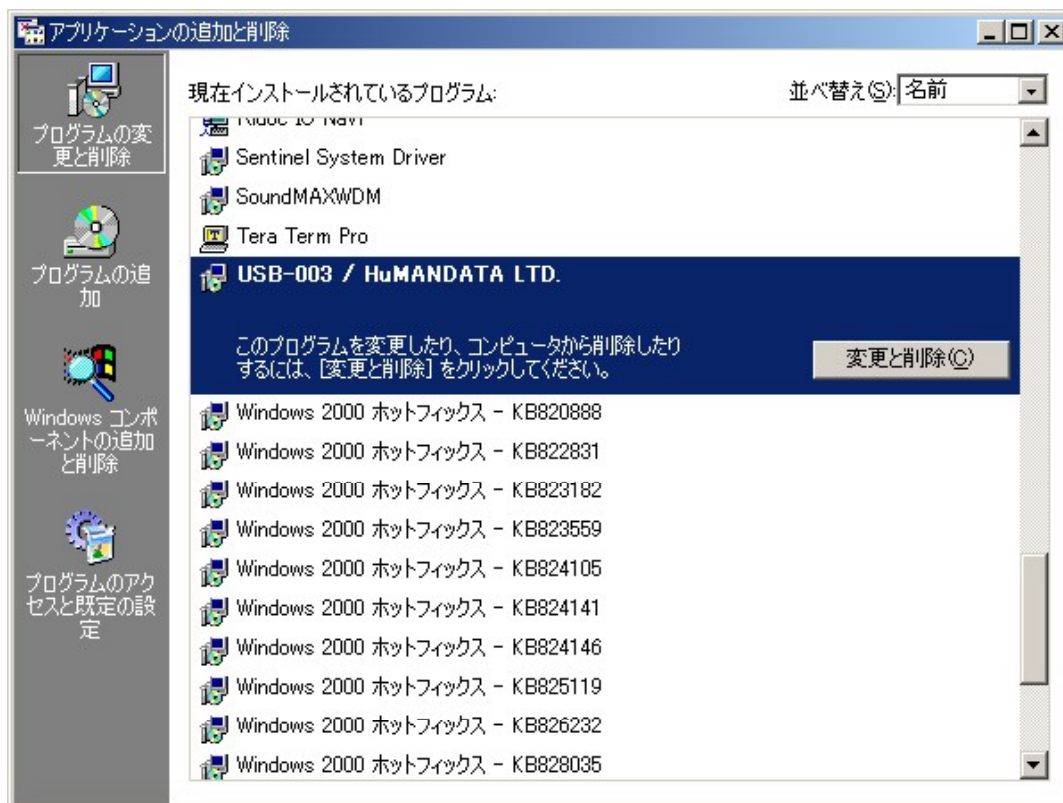 アプリケーションの追加と削除
プログラムの変
更と削除
プログラムの追
加
Windows コンポ
ーネントの追加
と削除
プログラムのアク
セスと既定の設
定
現在インストールされているプログラム:
並べ替え(S): 名前
Sentinel System Driver
SoundMAXWDM
Tera Term Pro
USB-003 / HuMANDATA LTD.
このプログラムを変更したり、コンピュータから削除したり
するには、[変更と削除] をクリックしてください。
変更と削除(C)
Windows 2000 ホットフィックス - KB820888
Windows 2000 ホットフィックス - KB822831
Windows 2000 ホットフィックス - KB823182
Windows 2000 ホットフィックス - KB823559
Windows 2000 ホットフィックス - KB824105
Windows 2000 ホットフィックス - KB824141
Windows 2000 ホットフィックス - KB824146
Windows 2000 ホットフィックス - KB825119
Windows 2000 ホットフィックス - KB826232
Windows 2000 ホットフィックス - KB828035